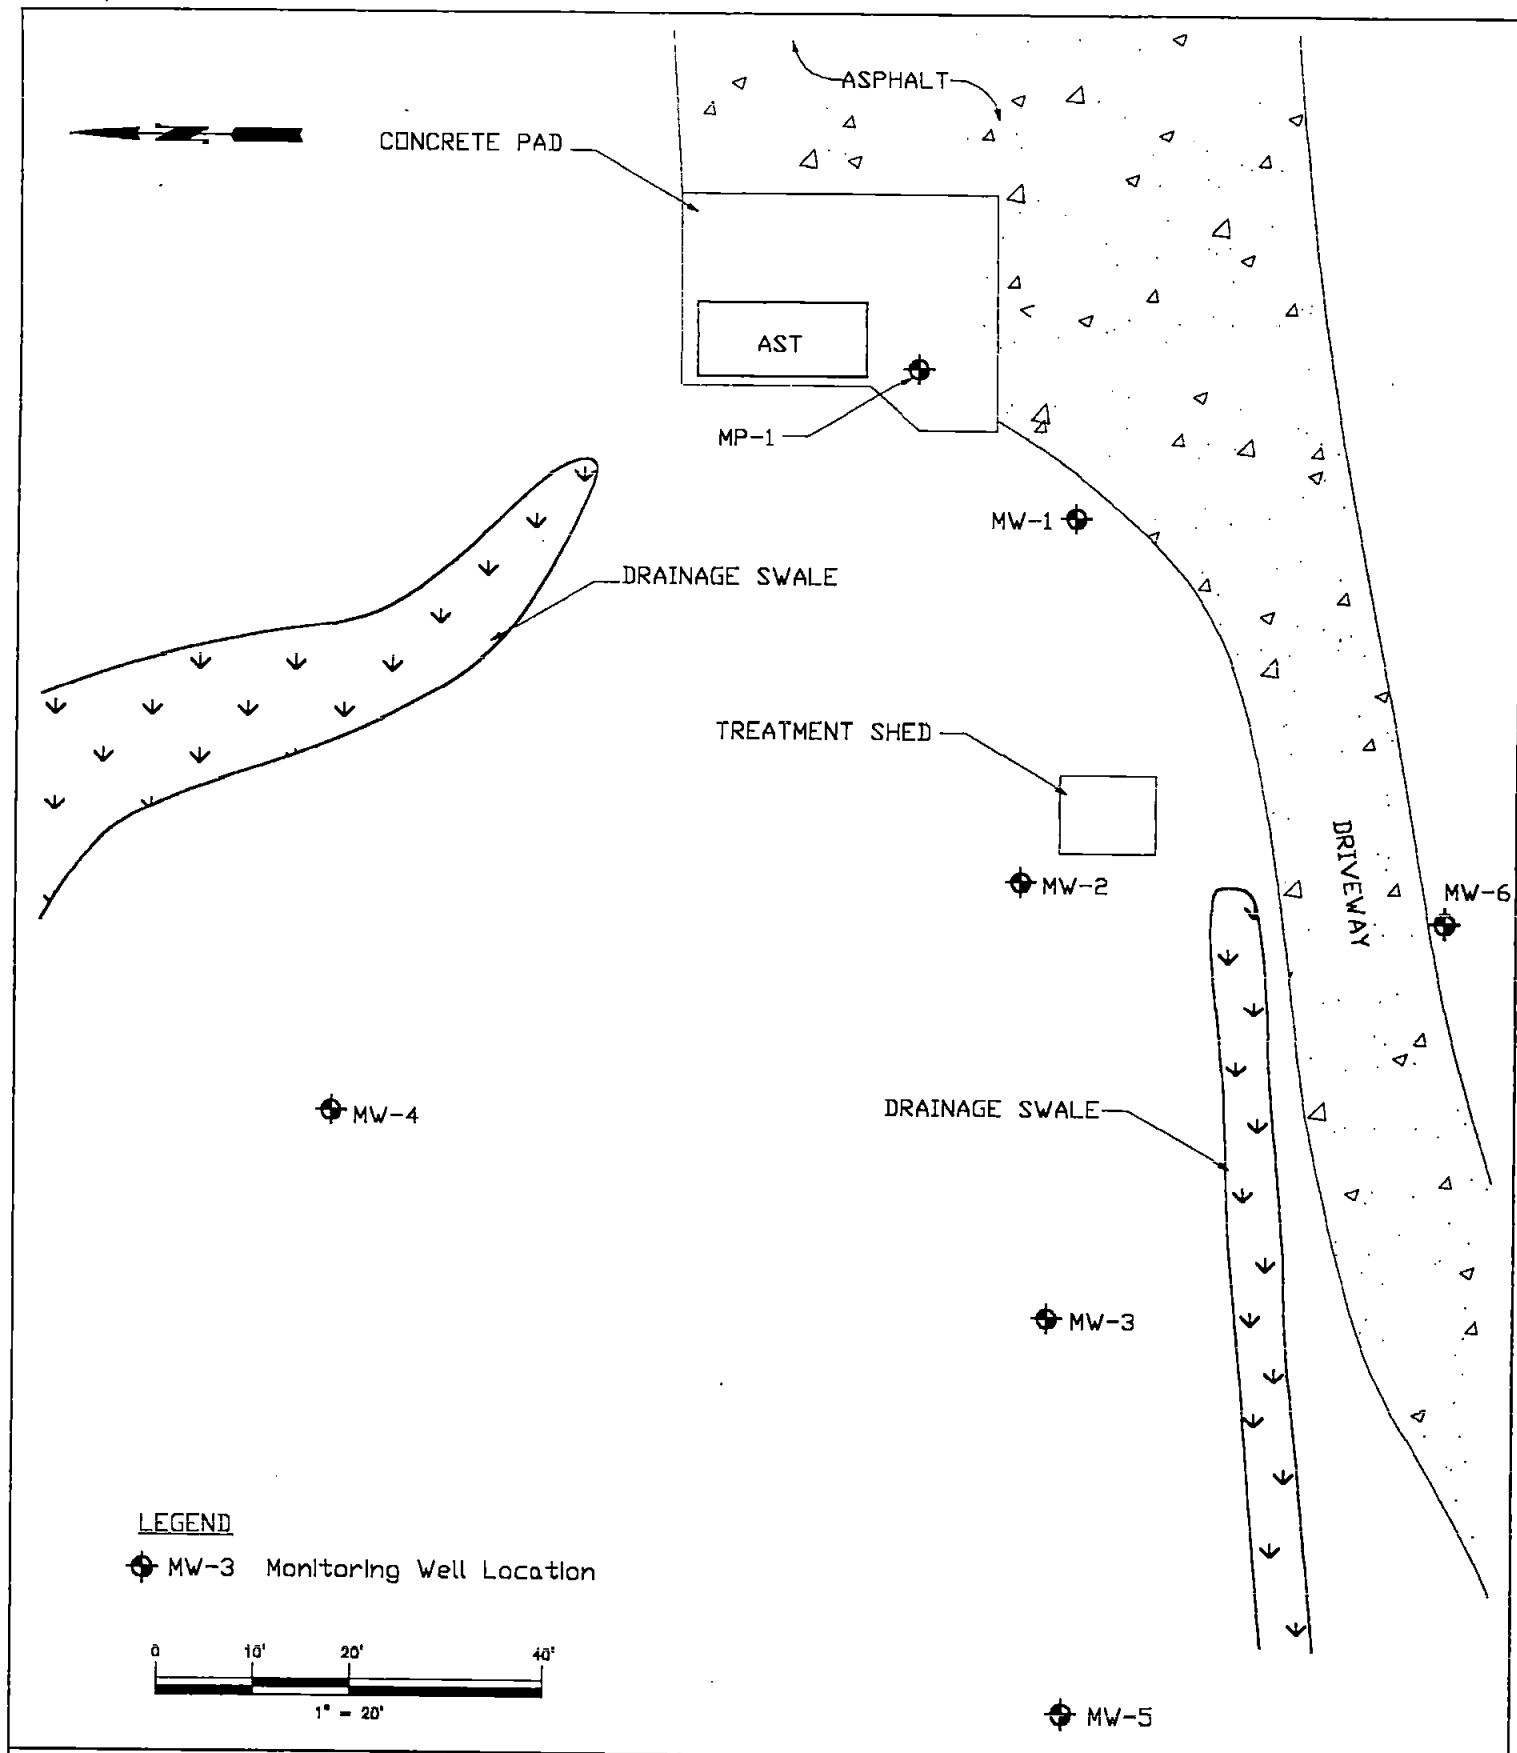 ASPHALT
CONCRETE PAD
AST
MP-1
MW-1
DRAINAGE SWALE
TREATMENT SHED
DRIVEWAY
MW-2
MW-6
DRAINAGE SWALE
MW-4
MW-3
LEGEND
MW-3 Monitoring Well Location
0 10' 20' 40'
1" = 20'
MW-5